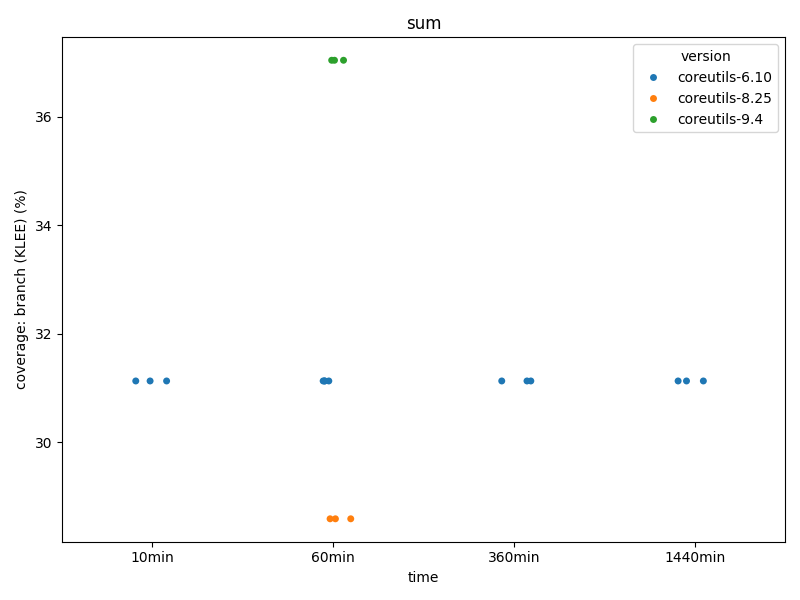 sum
version
coreutils-6.10
coreutils-8.25
coreutils-9.4
coverage: branch (KLEE) (%)
36
34
32
30
10min
60min
360min
1440min
time